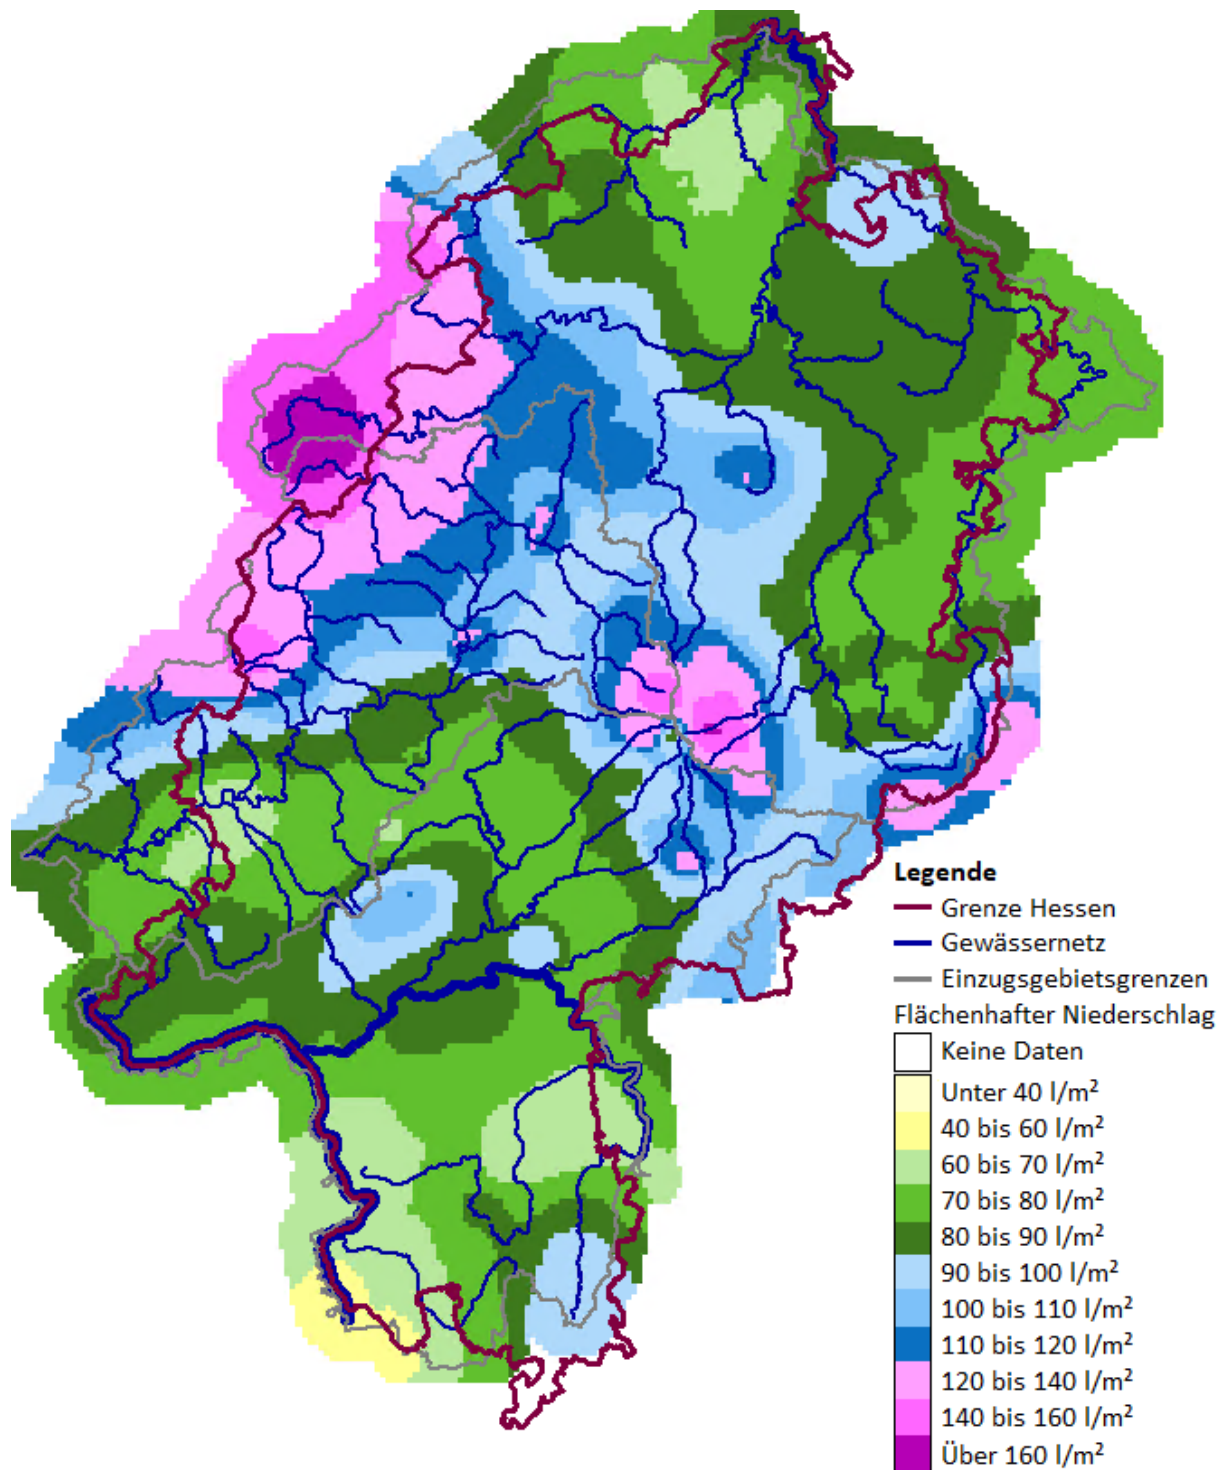 Legende
Grenze Hessen
Gewässernetz
Einzugsgebietsgrenzen
Flächenhafter Niederschlag
Keine Daten
Unter 40 l/m²
40 bis 60 l/m²
60 bis 70 l/m²
70 bis 80 l/m²
80 bis 90 l/m²
90 bis 100 l/m²
100 bis 110 l/m²
110 bis 120 l/m²
120 bis 140 l/m²
140 bis 160 l/m²
Über 160 l/m²